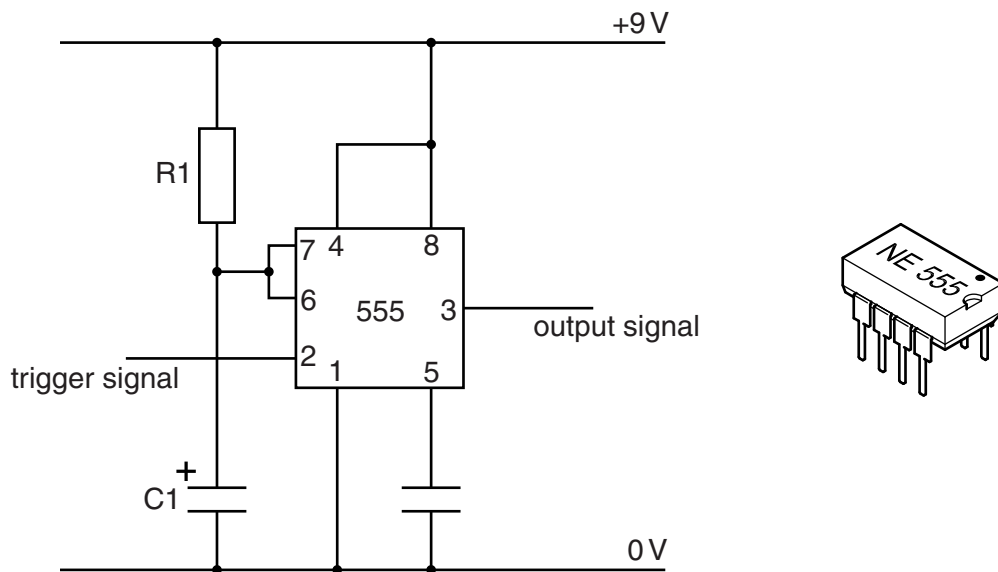 +9 V
R1
7 4 8
6 555 3
output signal
2
trigger signal
1 5
+
C1
0 V
NE 555